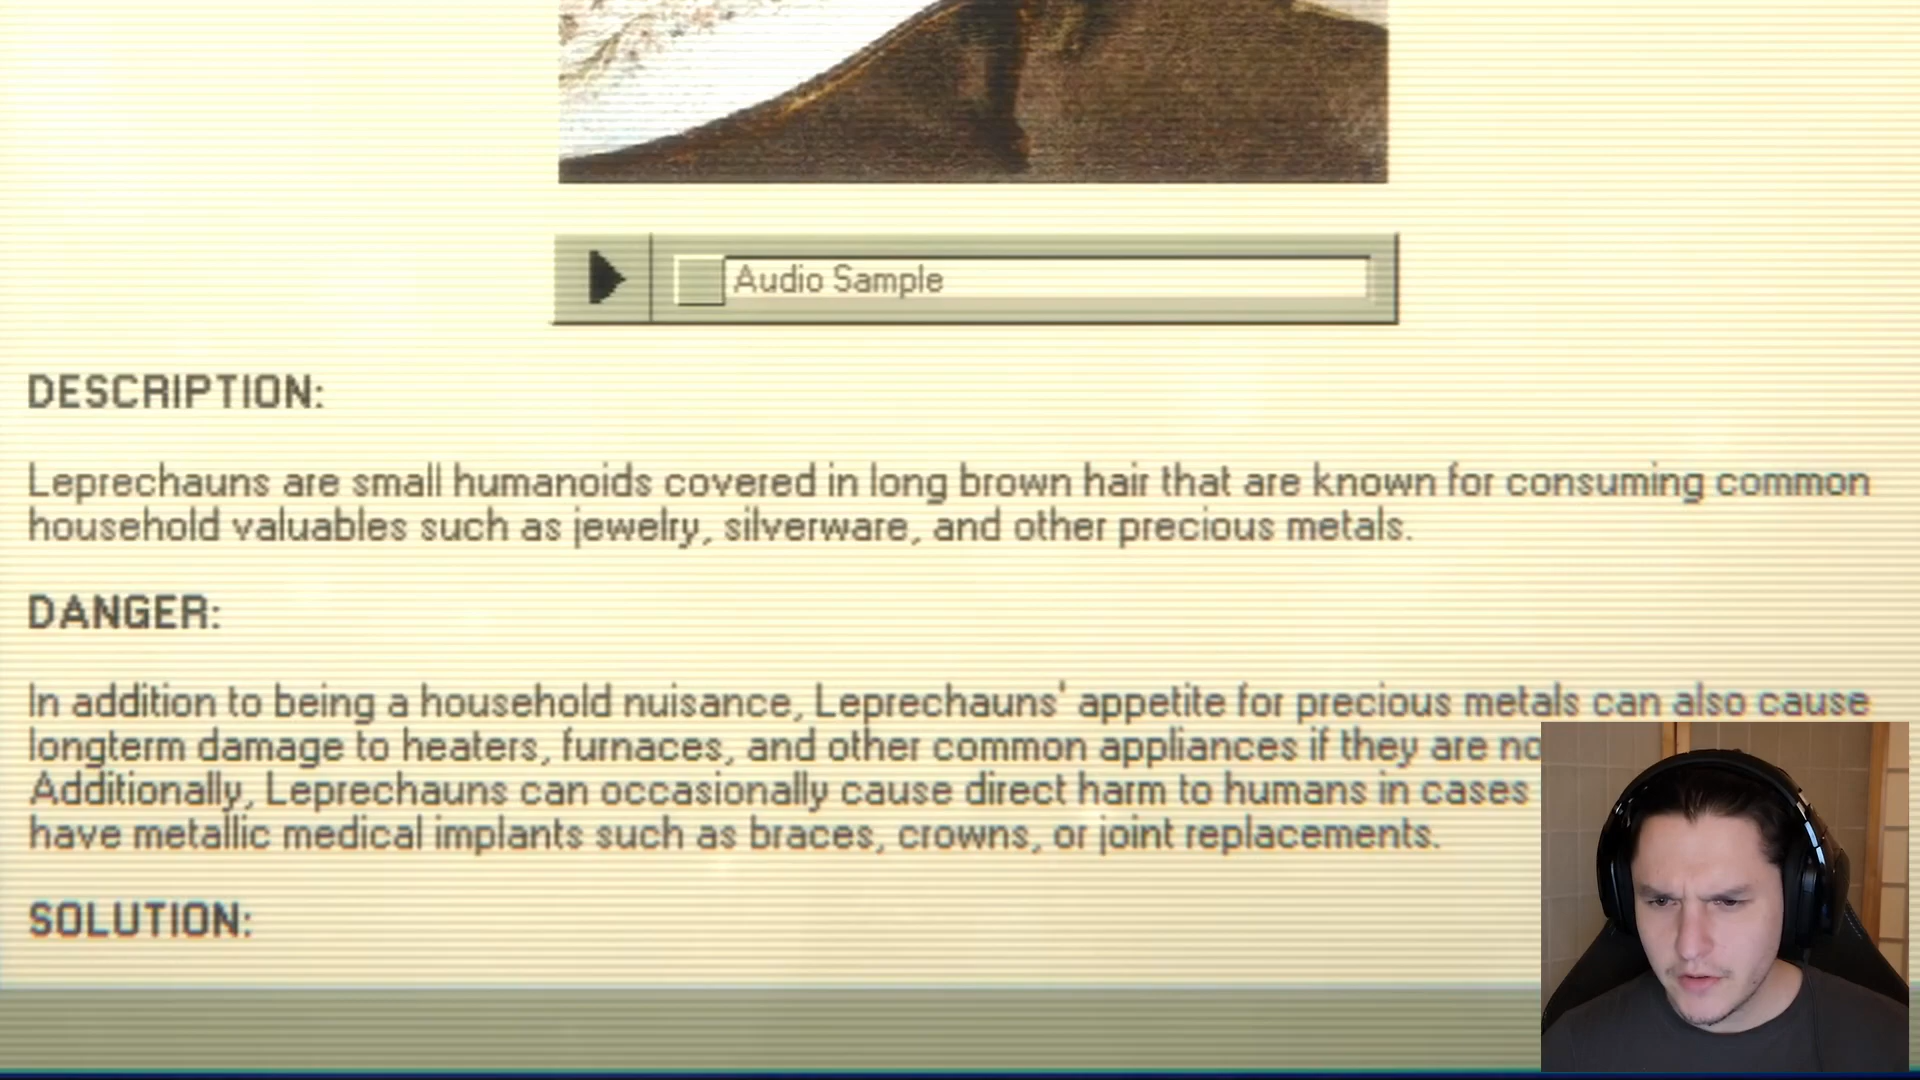 Audio Sample
DESCRIPTION:
Leprechauns are small humanoids covered in long brown hair that are known for consuming common
household valuables such as jewelry, silverware, and other precious metals.
DANGER:
In addition to being a household nuisance, Leprechauns' appetite for precious metals can also cause
longterm damage to heaters, furnaces, and other common appliances if they are no
Additionally, Leprechauns can occasionally cause direct harm to humans in cases
have metallic medical implants such as braces, crowns, or joint replacements.
SOLUTION: